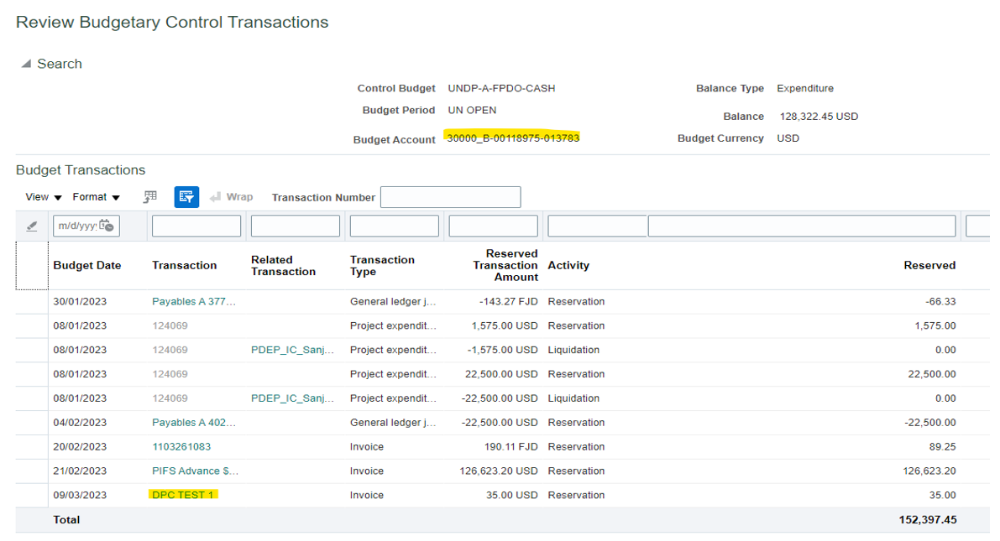 Review Budgetary Control Transactions
Search
Control Budget UNDP-A-FPDO-CASH Balance Type Expenditure
Budget Period UN OPEN Balance 128,322.45 USD
Budget Account 30000_B-00118975-013783 Budget Currency USD
Budget Transactions
View Format Wrap Transaction Number
m/d/yyy
Budget Date Transaction Related Transaction Transaction Type Reserved Transaction Amount Activity Reserved
30/01/2023 Payables A 377... General ledger j... -143.27 FJD Reservation -66.33
08/01/2023 124069 Project expendit... 1,575.00 USD Reservation 1,575.00
08/01/2023 124069 PDEP_IC_Sanj... Project expendit... -1,575.00 USD Liquidation 0.00
08/01/2023 124069 Project expendit... 22,500.00 USD Reservation 22,500.00
08/01/2023 124069 PDEP_IC_Sanj... Project expendit... -22,500.00 USD Liquidation 0.00
04/02/2023 Payables A 402... General ledger j... -22,500.00 USD Reservation -22,500.00
20/02/2023 1103261083 Invoice 190.11 FJD Reservation 89.25
21/02/2023 PIFS Advance $... Invoice 126,623.20 USD Reservation 126,623.20
09/03/2023 DPC TEST 1 Invoice 35.00 USD Reservation 35.00
Total 152,397.45